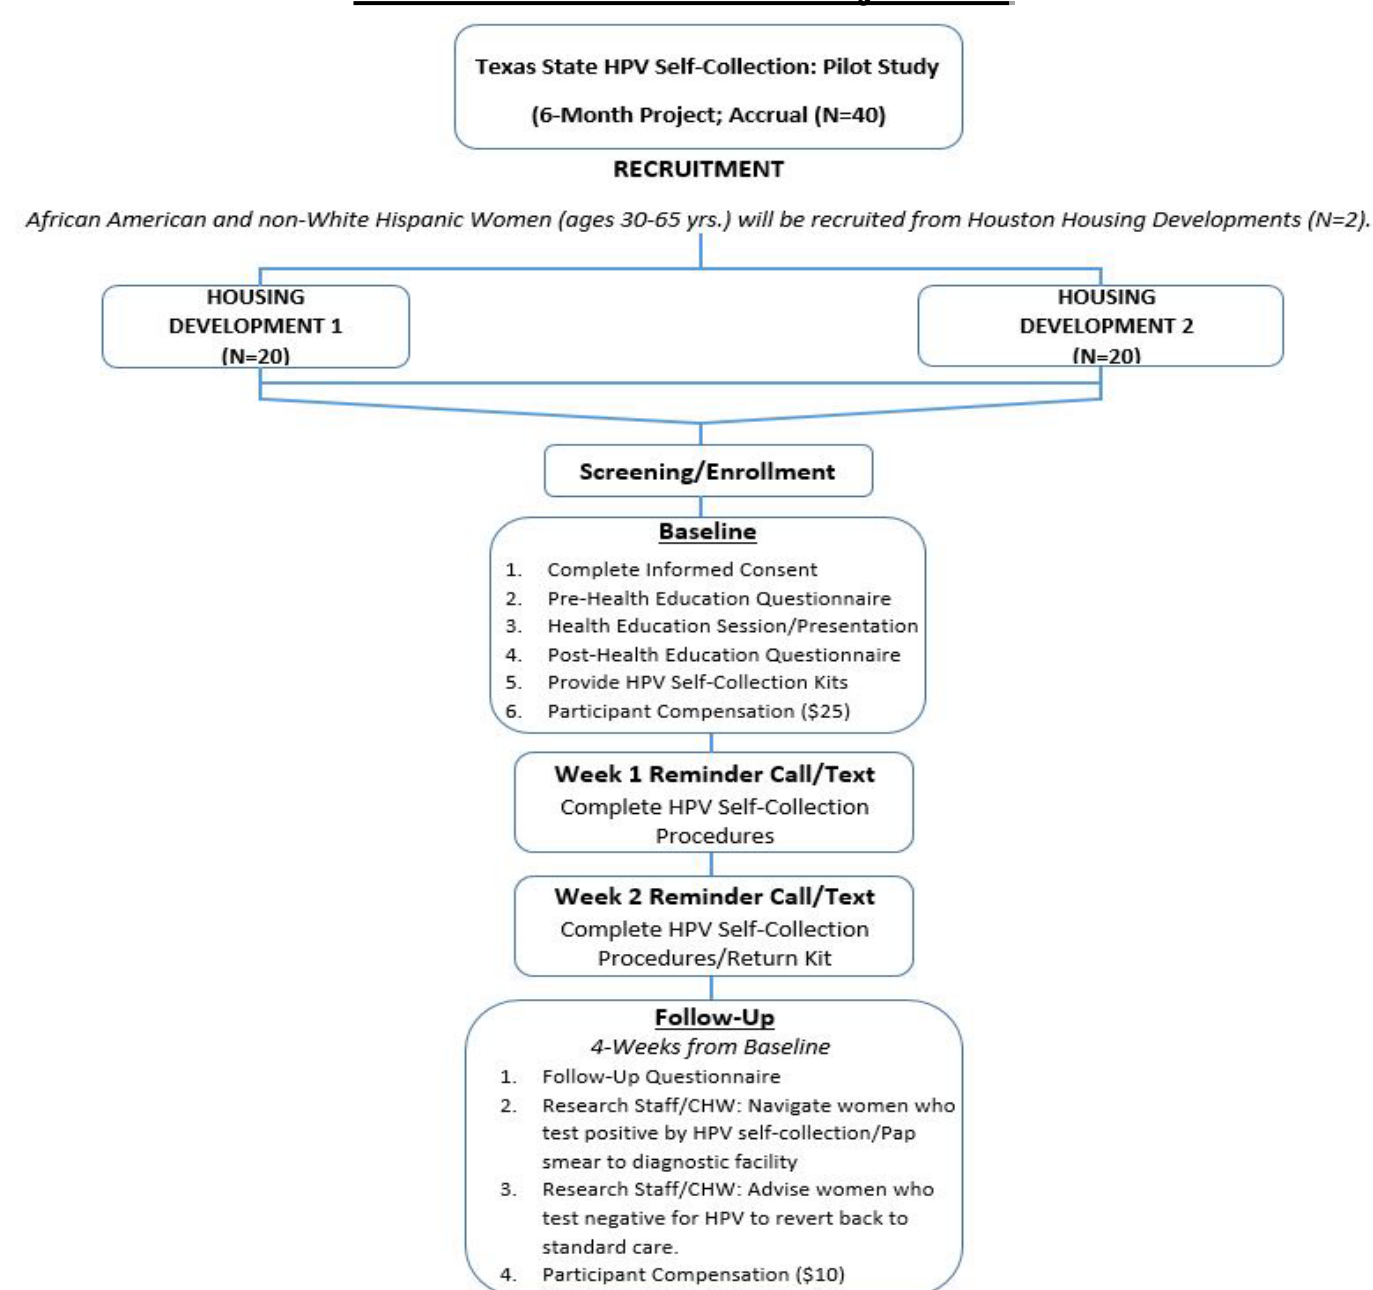 Texas State HPV Self-Collection: Pilot Study
(6-Month Project; Accrual (N=40)
RECRUITMENT
African American and non-White Hispanic Women (ages 30-65 yrs.) will be recruited from Houston Housing Developments (N=2).
HOUSING
DEVELOPMENT 1
(N=20)
HOUSING
DEVELOPMENT 2
(N=20)
Screening/Enrollment
Baseline
1. Complete Informed Consent
2. Pre-Health Education Questionnaire
3. Health Education Session/Presentation
4. Post-Health Education Questionnaire
5. Provide HPV Self-Collection Kits
6. Participant Compensation ($25)
Week 1 Reminder Call/Text
Complete HPV Self-Collection
Procedures
Week 2 Reminder Call/Text
Complete HPV Self-Collection
Procedures/Return Kit
Follow-Up
4-Weeks from Baseline
1. Follow-Up Questionnaire
2. Research Staff/CHW: Navigate women who
test positive by HPV self-collection/Pap
smear to diagnostic facility
3. Research Staff/CHW: Advise women who
test negative for HPV to revert back to
standard care.
4. Participant Compensation ($10)